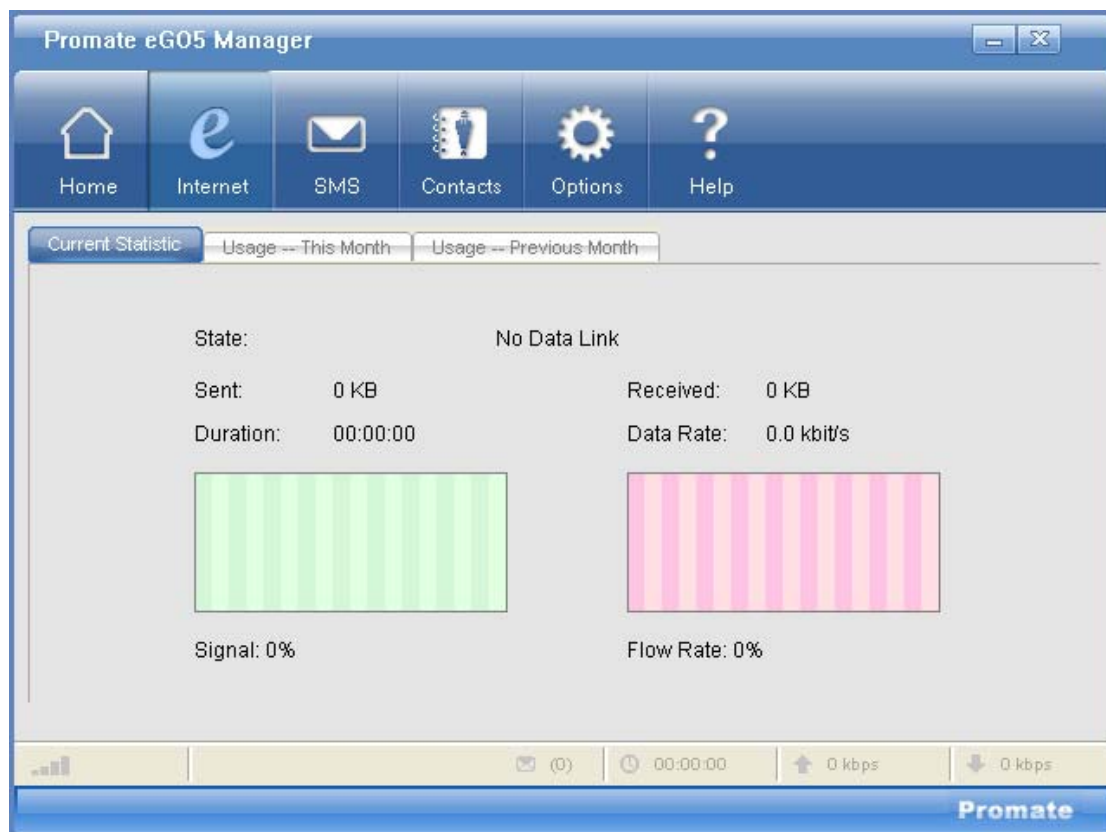 Promate eGO5 Manager
Home Internet SMS Contacts Options Help
Current Statistic Usage -- This Month Usage -- Previous Month
State: No Data Link
Sent: 0 KB Received: 0 KB
Duration: 00:00:00 Data Rate: 0.0 kbit/s
Signal: 0% Flow Rate: 0%
(0) 00:00:00 0 kbps 0 kbps
Promate